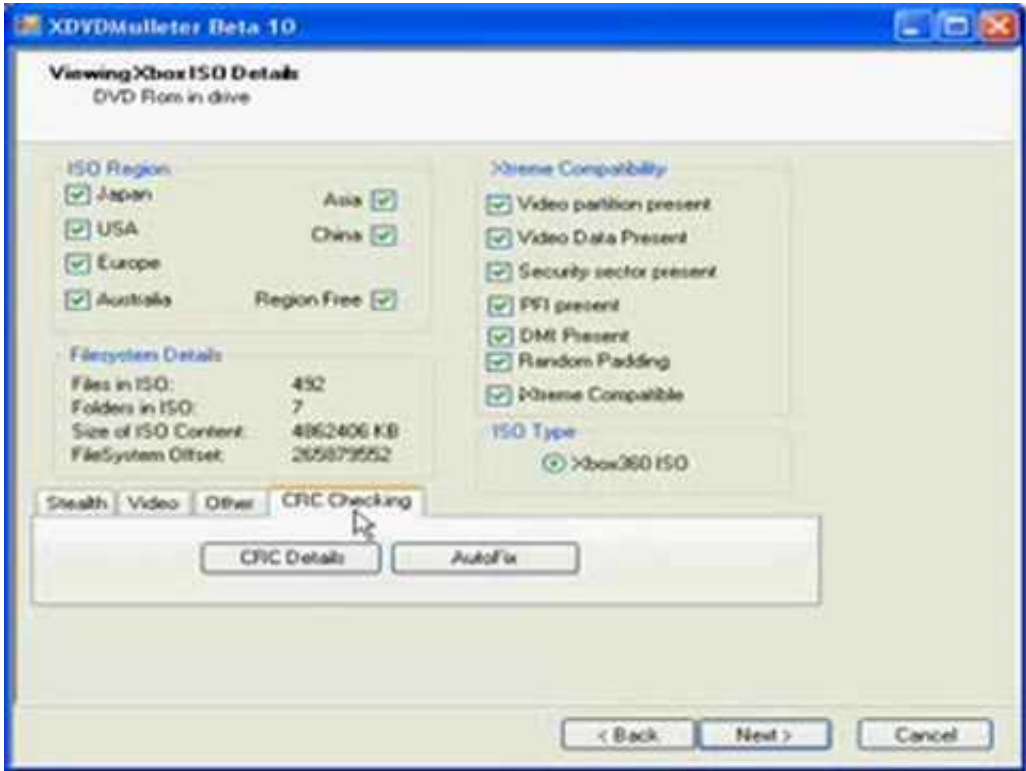 XDVDMulleter Beta 10
Viewing Xbox ISO Details
DVD Rom in drive
ISO Region
Japan
Asia
USA
China
Europe
Australia
Region Free
Xtreme Compatibility
Video partition present
Video Data Present
Security sector present
PFI present
DMI Present
Random Padding
iXtreme Compatible
Filesystem Details
Files in ISO: 492
Folders in ISO: 7
Size of ISO Content: 4862406 KB
FileSystem Offset: 265879552
ISO Type
Xbox360 ISO
Stealth Video Other CRC Checking
CRC Details AutoFix
< Back Next > Cancel